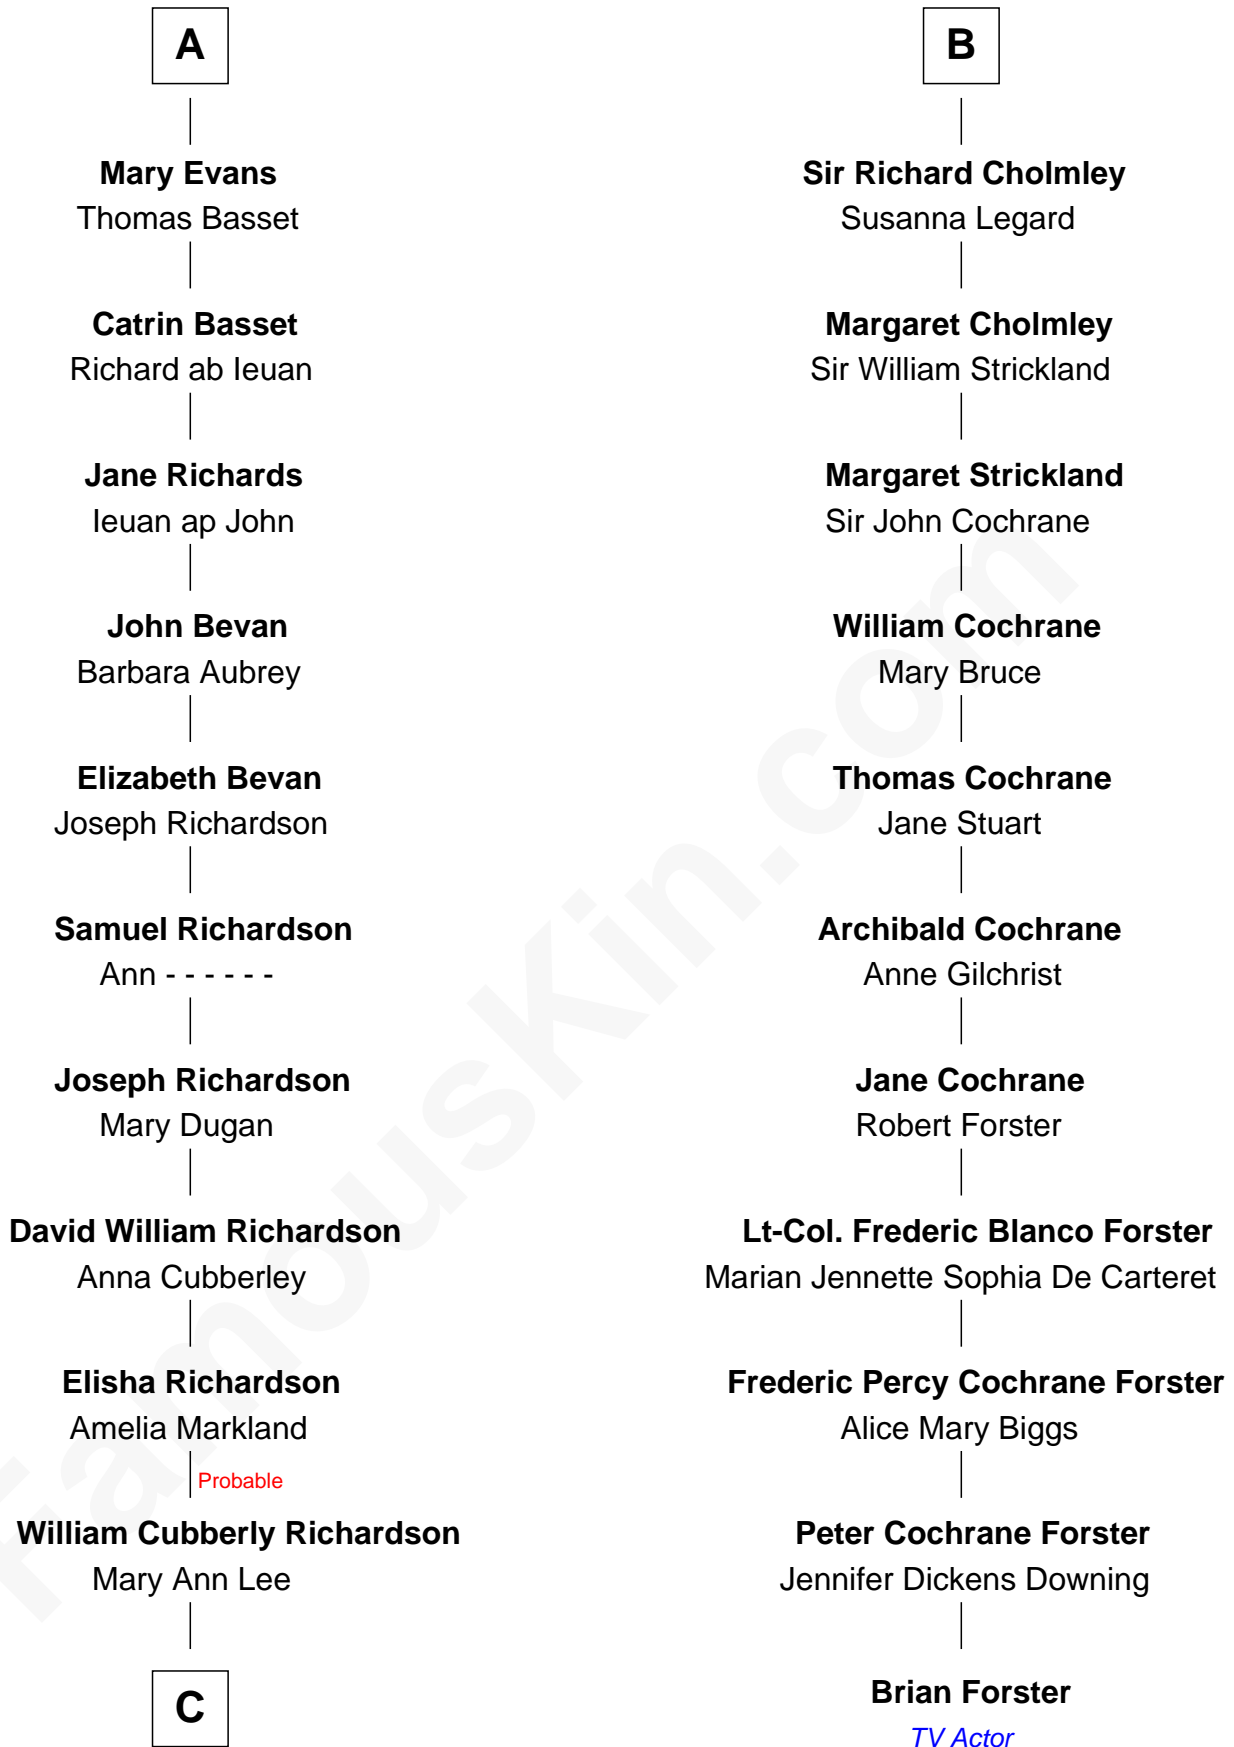 A
Mary Evans
Thomas Basset
Catrin Basset
Richard ab Ieuan
Jane Richards
Ieuan ap John
John Bevan
Barbara Aubrey
Elizabeth Bevan
Joseph Richardson
Samuel Richardson
Ann - - - - - -
Joseph Richardson
Mary Dugan
David William Richardson
Anna Cubberley
Elisha Richardson
Amelia Markland
Probable
William Cubberly Richardson
Mary Ann Lee
C
B
Sir Richard Cholmley
Susanna Legard
Margaret Cholmley
Sir William Strickland
Margaret Strickland
Sir John Cochrane
William Cochrane
Mary Bruce
Thomas Cochrane
Jane Stuart
Archibald Cochrane
Anne Gilchrist
Jane Cochrane
Robert Forster
Lt-Col. Frederic Blanco Forster
Marian Jennette Sophia De Carteret
Frederic Percy Cochrane Forster
Alice Mary Biggs
Peter Cochrane Forster
Jennifer Dickens Downing
Brian Forster
TV Actor
FamousKin.com